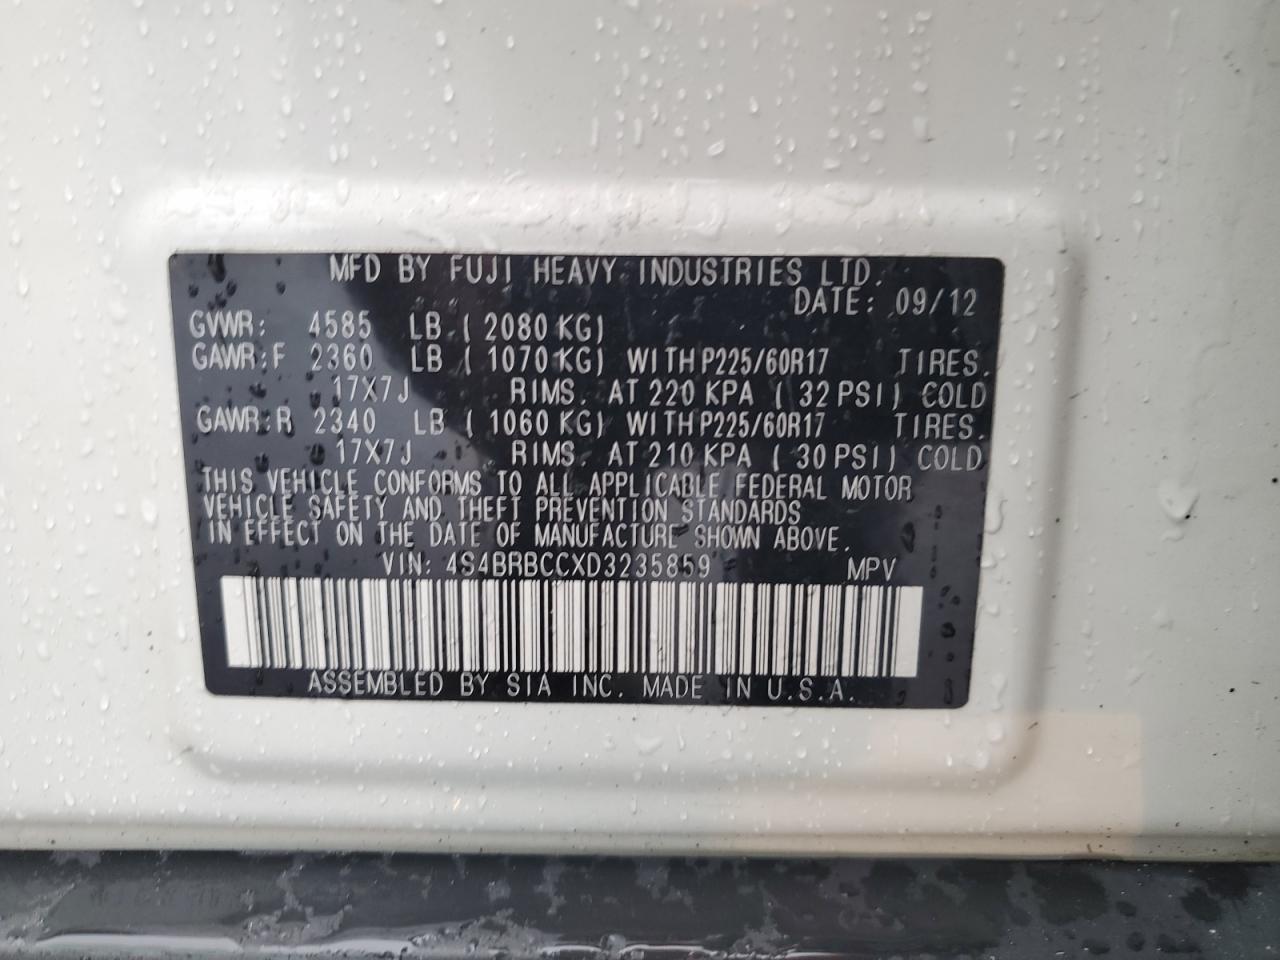 MFD BY FUJI HEAVY INDUSTRIES LTD.
DATE: 09/12
GVWR: 4585 LB ( 2080 KG)
GAWR:F 2360 LB ( 1070 KG) WITH P225/60R17 TIRES.
17X7J RIMS. AT 220 KPA ( 32 PSI) COLD
GAWR:R 2340 LB ( 1060 KG) WITH P225/60R17 TIRES.
17X7J RIMS. AT 210 KPA ( 30 PSI) COLD
THIS VEHICLE CONFORMS TO ALL APPLICABLE FEDERAL MOTOR
VEHICLE SAFETY AND THEFT PREVENTION STANDARDS
IN EFFECT ON THE DATE OF MANUFACTURE SHOWN ABOVE.
VIN: 4S4BRBCCXD3235859 MPV
ASSEMBLED BY SIA INC. MADE IN U.S.A.